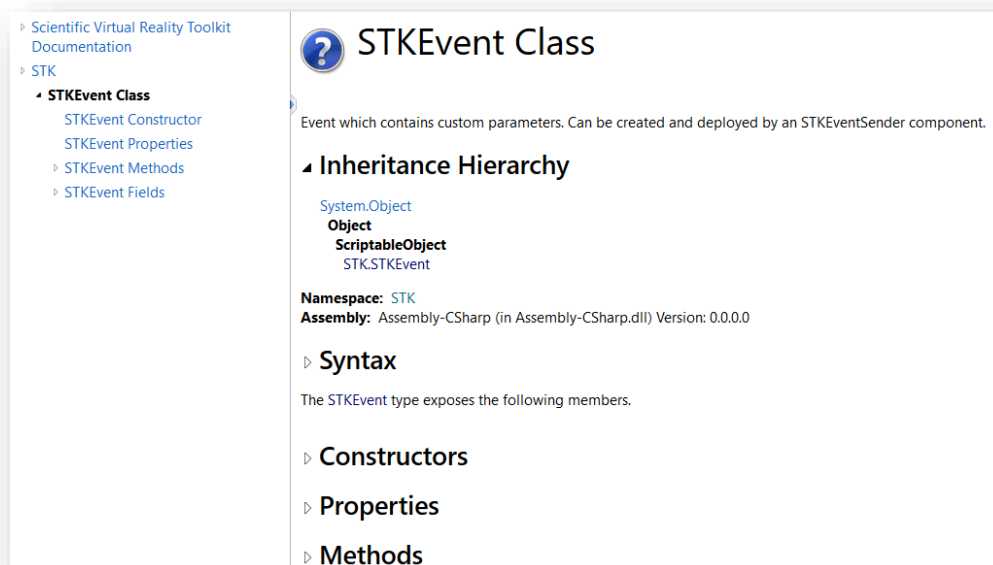 Scientific Virtual Reality Toolkit
Documentation
STK
STKEvent Class
STKEvent Constructor
STKEvent Properties
STKEvent Methods
STKEvent Fields
STKEvent Class
Event which contains custom parameters. Can be created and deployed by an STKEventSender component.
Inheritance Hierarchy
System.Object
Object
ScriptableObject
STK.STKEvent
Namespace: STK
Assembly: Assembly-CSharp (in Assembly-CSharp.dll) Version: 0.0.0.0
Syntax
The STKEvent type exposes the following members.
Constructors
Properties
Methods